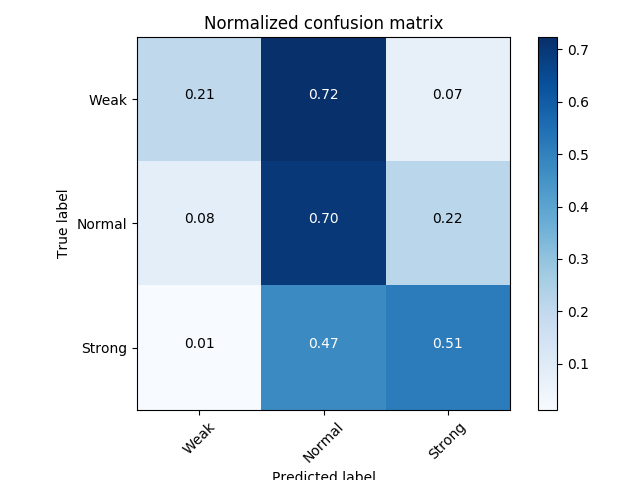 Normalized confusion matrix
True label
Weak 0.21 0.72 0.07
Normal 0.08 0.70 0.22
Strong 0.01 0.47 0.51
Weak Normal Strong
Predicted label
0.7
0.6
0.5
0.4
0.3
0.2
0.1